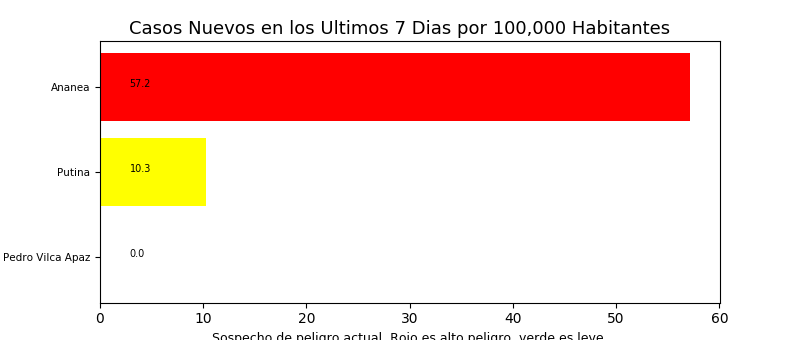 Casos Nuevos en los Ultimos 7 Dias por 100,000 Habitantes
Ananea 57.2
Putina 10.3
Pedro Vilca Apaz 0.0
0 10 20 30 40 50 60
Sospecho de peligro actual. Rojo es alto peligro, verde es leve